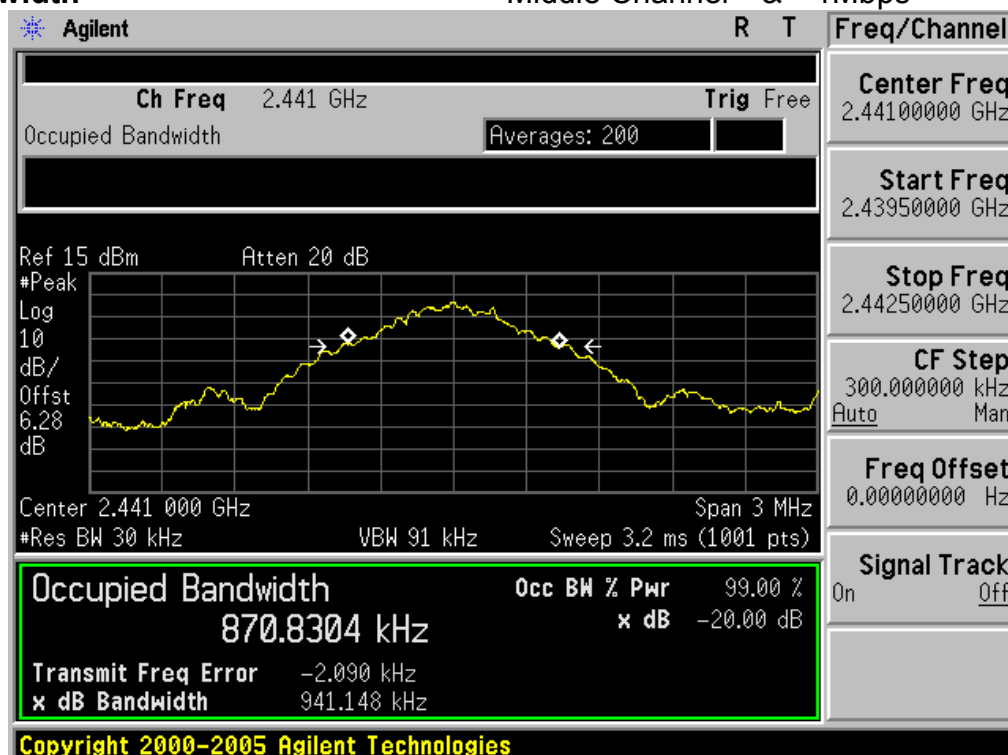 Agilent R T
Freq/Channel
Ch Freq 2.441 GHz Trig Free
Occupied Bandwidth Averages: 200
Ref 15 dBm Atten 20 dB
#Peak
Log
10
dB/
Offst
6.28
dB
Center 2.441 000 GHz Span 3 MHz
#Res BW 30 kHz VBW 91 kHz Sweep 3.2 ms (1001 pts)
Occupied Bandwidth
870.8304 kHz
Occ BW % Pwr 99.00 %
x dB -20.00 dB
Transmit Freq Error -2.090 kHz
x dB Bandwidth 941.148 kHz
Copyright 2000-2005 Agilent Technologies
Center Freq
2.44100000 GHz
Start Freq
2.43950000 GHz
Stop Freq
2.44250000 GHz
CF Step
300.000000 kHz
Auto Man
Freq Offset
0.00000000 Hz
Signal Track
On Off